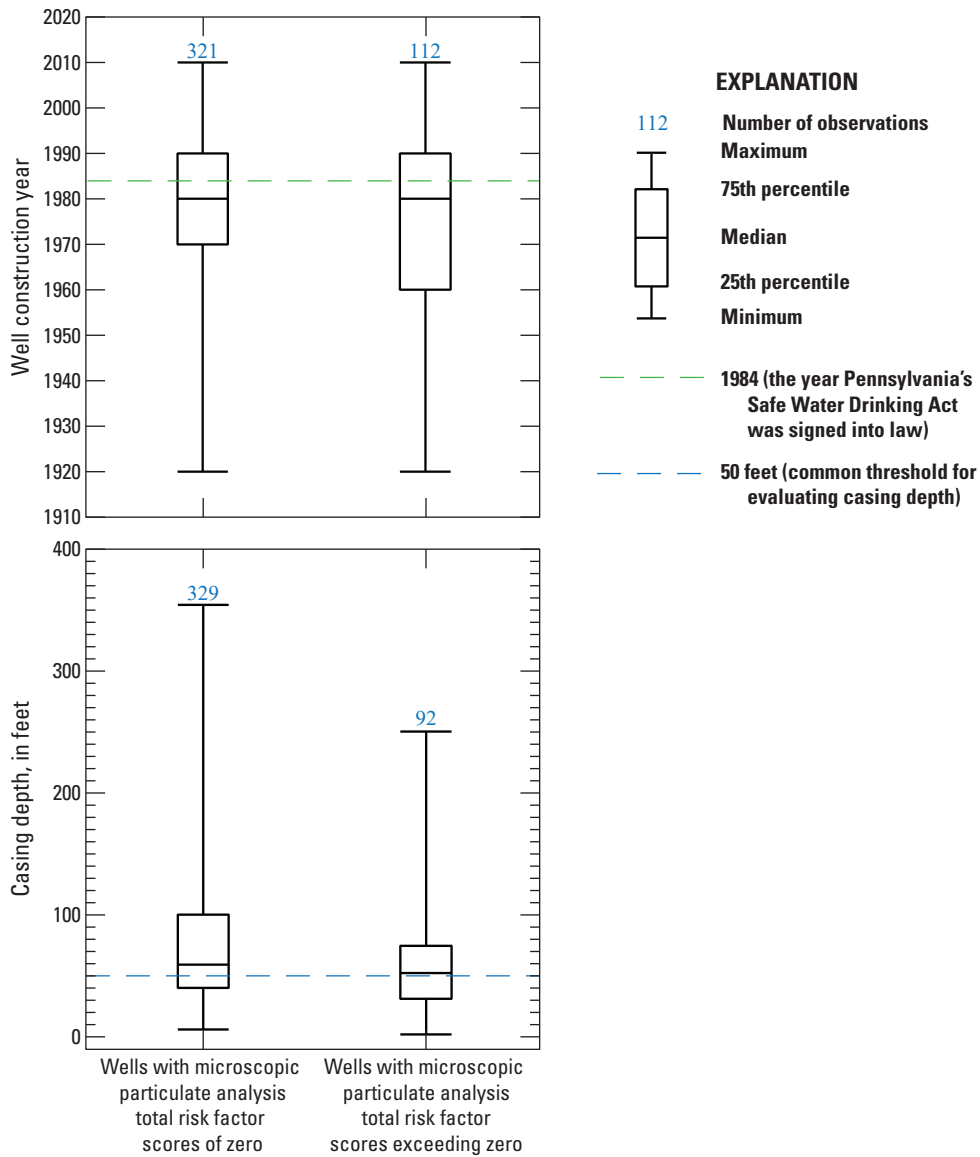 2020
2010
2000
1990
1980
1970
1960
1950
1940
1930
1920
1910
Well construction year
321
112
EXPLANATION
112 Number of observations
Maximum
75th percentile
Median
25th percentile
Minimum
1984 (the year Pennsylvania's
Safe Water Drinking Act
was signed into law)
50 feet (common threshold for
evaluating casing depth)
400
300
200
100
0
Casing depth, in feet
329
92
Wells with microscopic
particulate analysis
total risk factor
scores of zero
Wells with microscopic
particulate analysis
total risk factor
scores exceeding zero